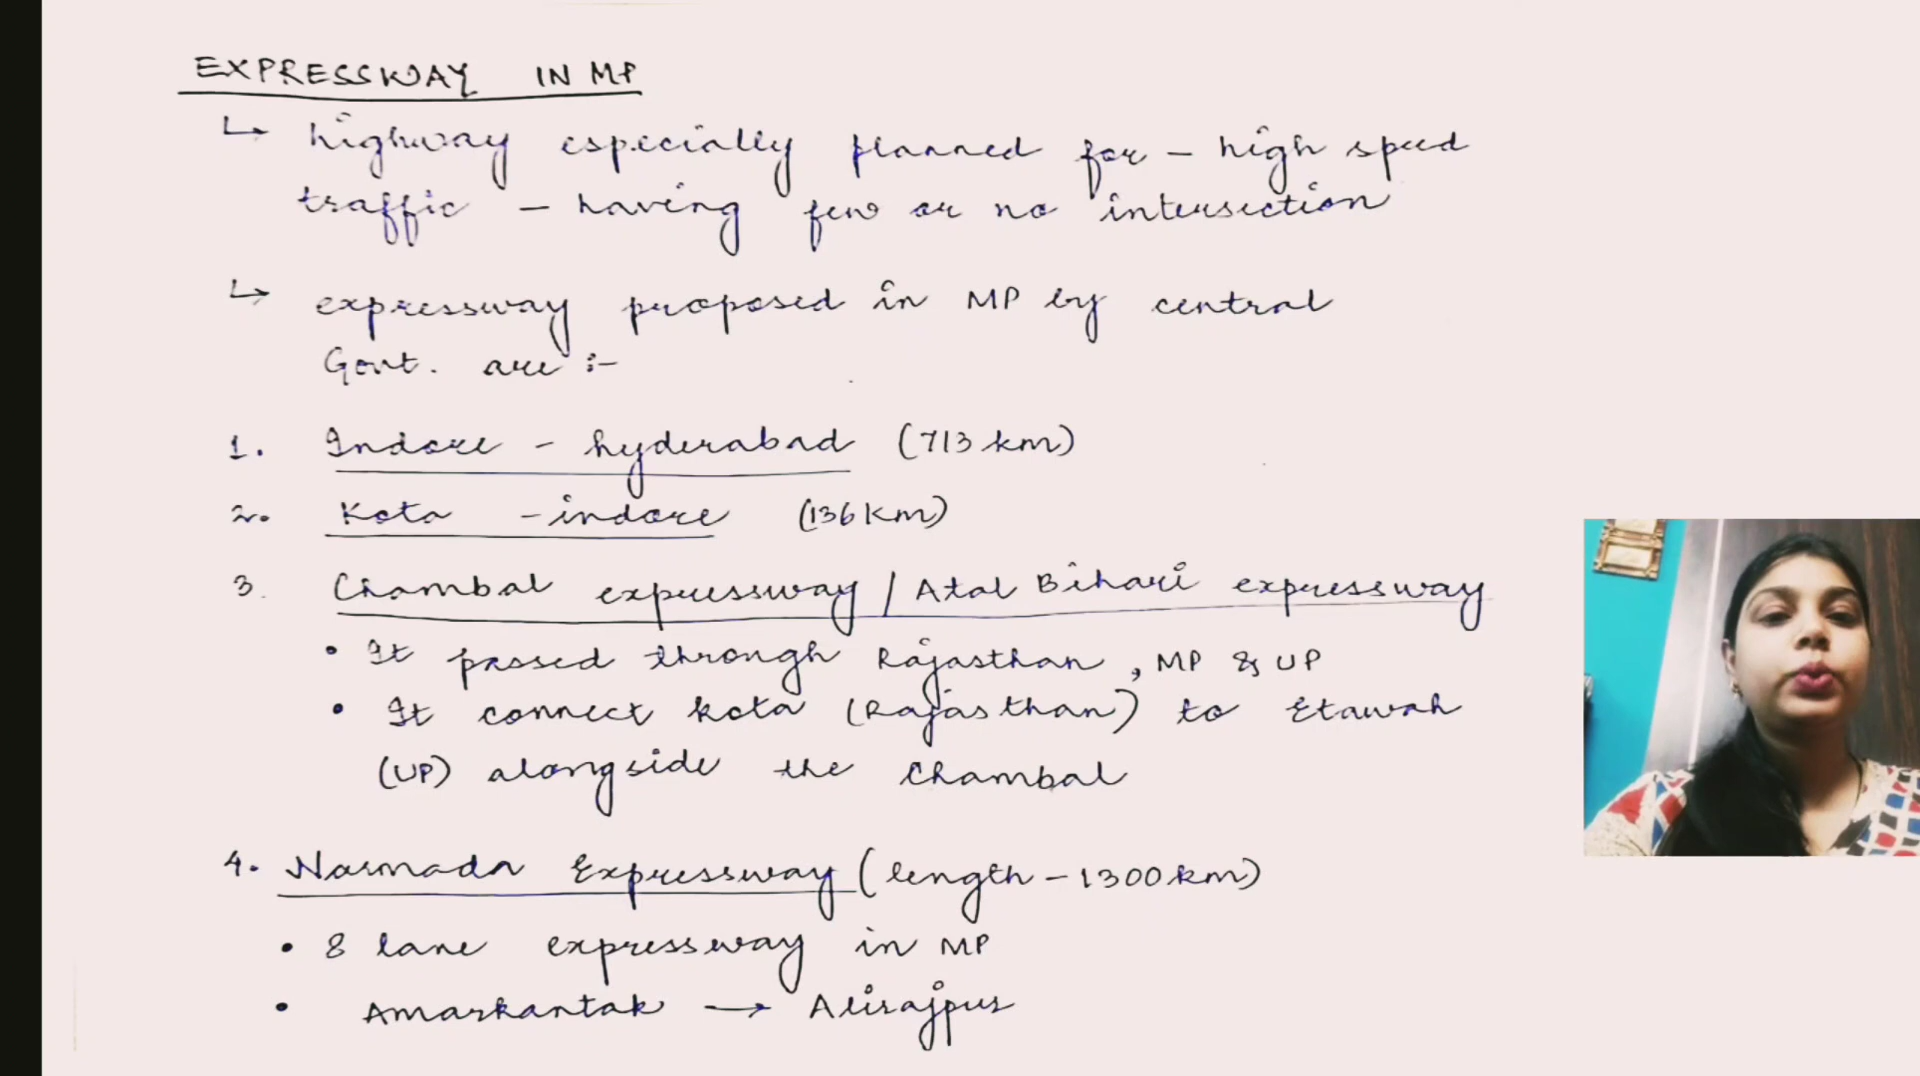 EXPRESSWAY IN MP
↳ highway especially planned for - high speed
traffic - having few or no intersection
↳ expressway proposed in MP by central
Govt. are :-
1. Indore - hyderabad (713 km)
2. Kota - indore (136 km)
3. Chambal expressway / Atal Bihari expressway
• It passed through Rajasthan, MP & UP
• It connect kota (Rajasthan) to Etawah
(UP) alongside the Chambal
4. Narmada Expressway (length - 1300 km)
• 8 lane expressway in MP
• Amarkantak → Alirajpur